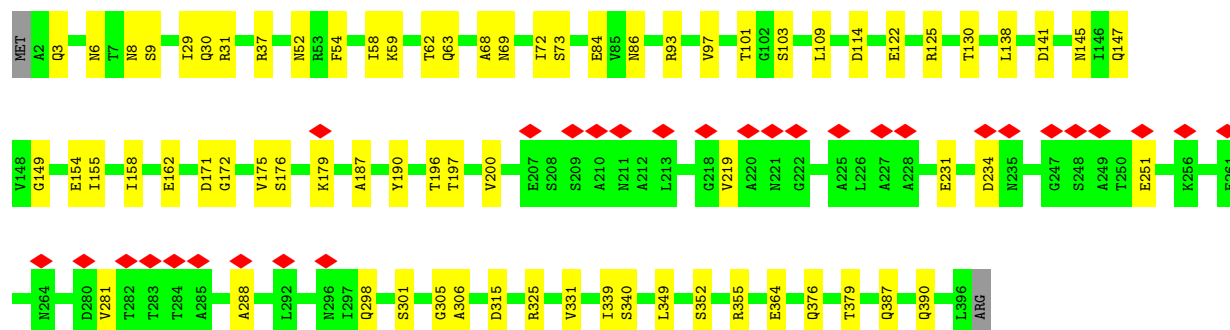 MET A2 Q3 N6 T7 N8 S9 I29 Q30 R31 R37 N52 R53 F54 I58 K59 T62 Q63 A68 N69 I72 S73 E84 V85 N86 R93 V97 T101 G102 S103 L109 D114 E122 R125 T130 L138 D141 N145 I146 Q147
V148 G149 E154 I155 I158 E162 D171 G172 V175 S176 K179 A187 Y190 T196 T197 V200 E207 S208 S209 A210 N211 A212 L213 G218 V219 A220 N221 G222 A225 L226 A227 A228 E231 D234 N235 G247 S248 A249 T250 E251 K256
N264 D280 V281 T282 T283 T284 A285 A288 L292 N296 I297 Q298 S301 G305 A306 D315 R325 V331 I339 S340 L349 S352 R355 E364 Q376 T379 Q387 Q390 L396 ARG